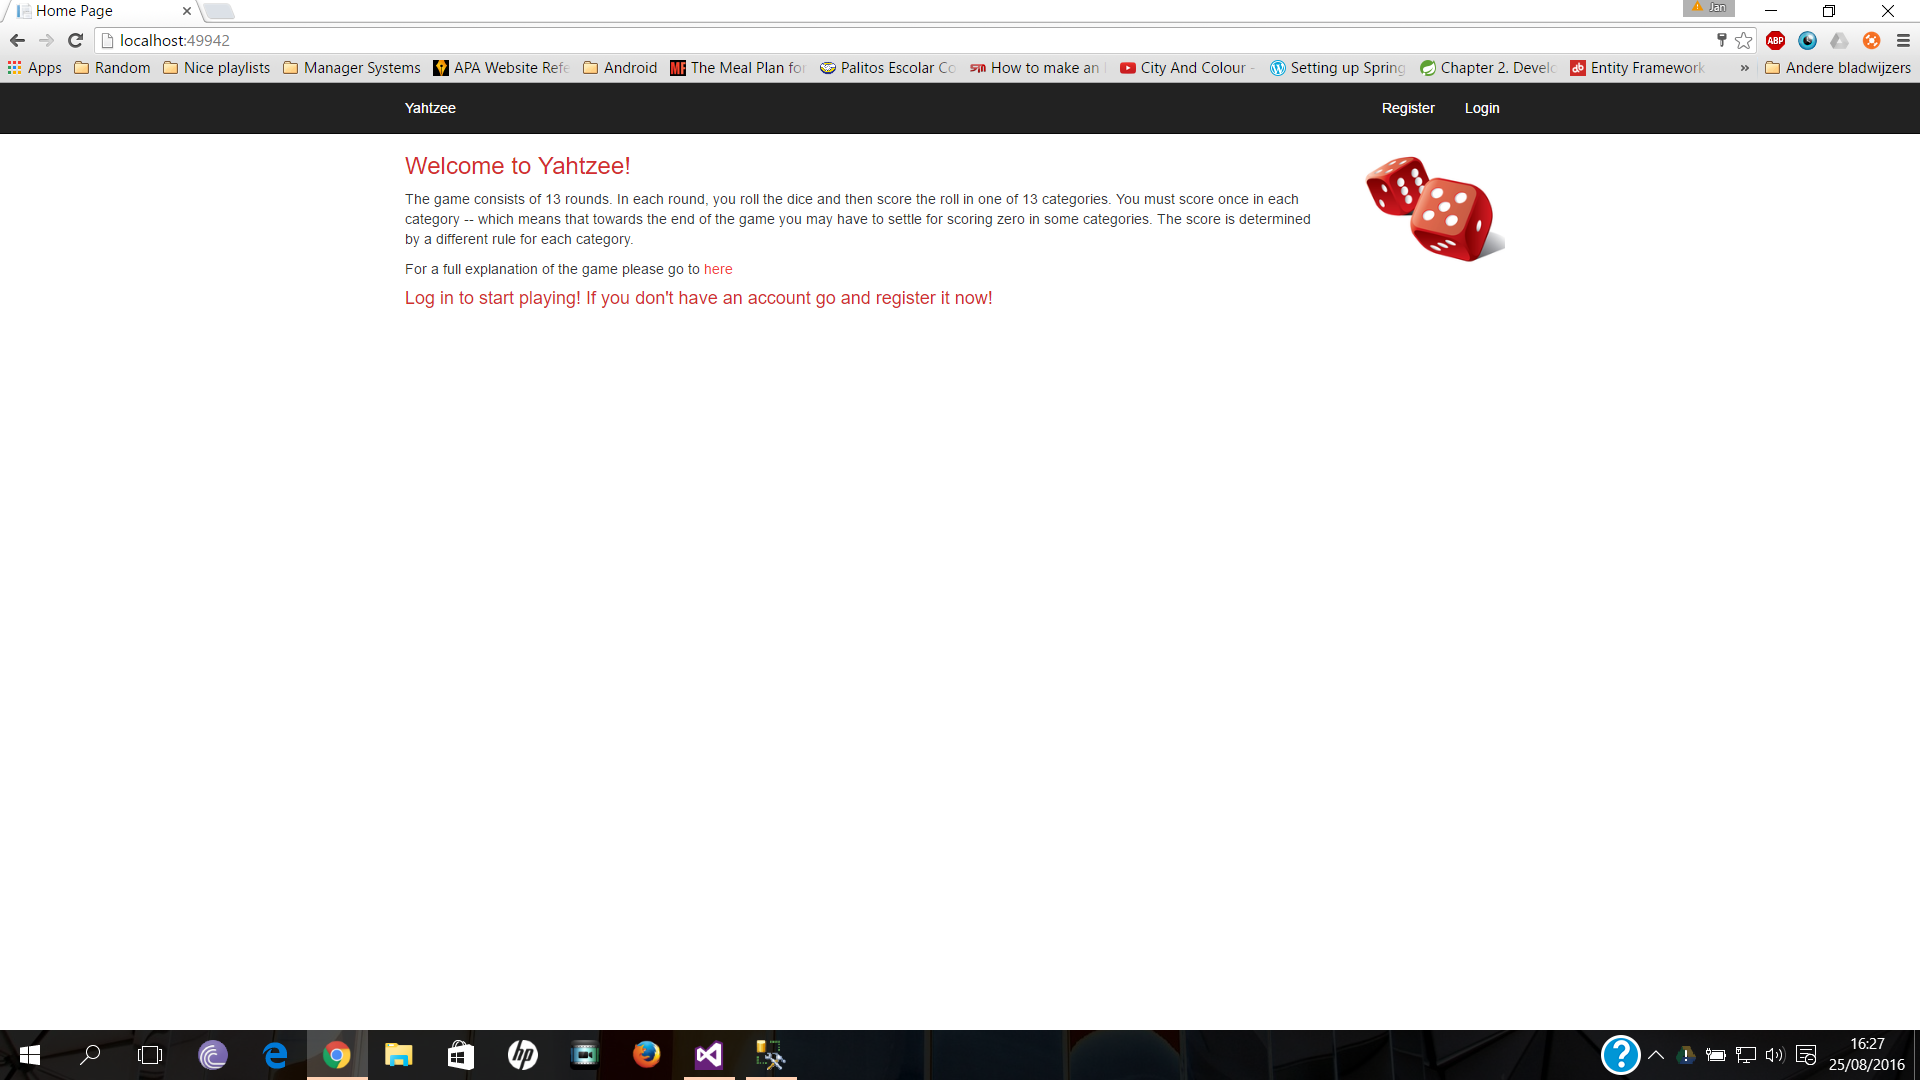 Home Page
Jan
localhost:49942
ABP
Apps Random Nice playlists Manager Systems APA Website Refe Android MF The Meal Plan for Palitos Escolar Co How to make an City And Colour - Setting up Spring Chapter 2. Develo Entity Framework » Andere bladwijzers
Yahtzee Register Login
Welcome to Yahtzee!
The game consists of 13 rounds. In each round, you roll the dice and then score the roll in one of 13 categories. You must score once in each
category -- which means that towards the end of the game you may have to settle for scoring zero in some categories. The score is determined
by a different rule for each category.
For a full explanation of the game please go to here
Log in to start playing! If you don't have an account go and register it now!
hp
?
16:27
25/08/2016